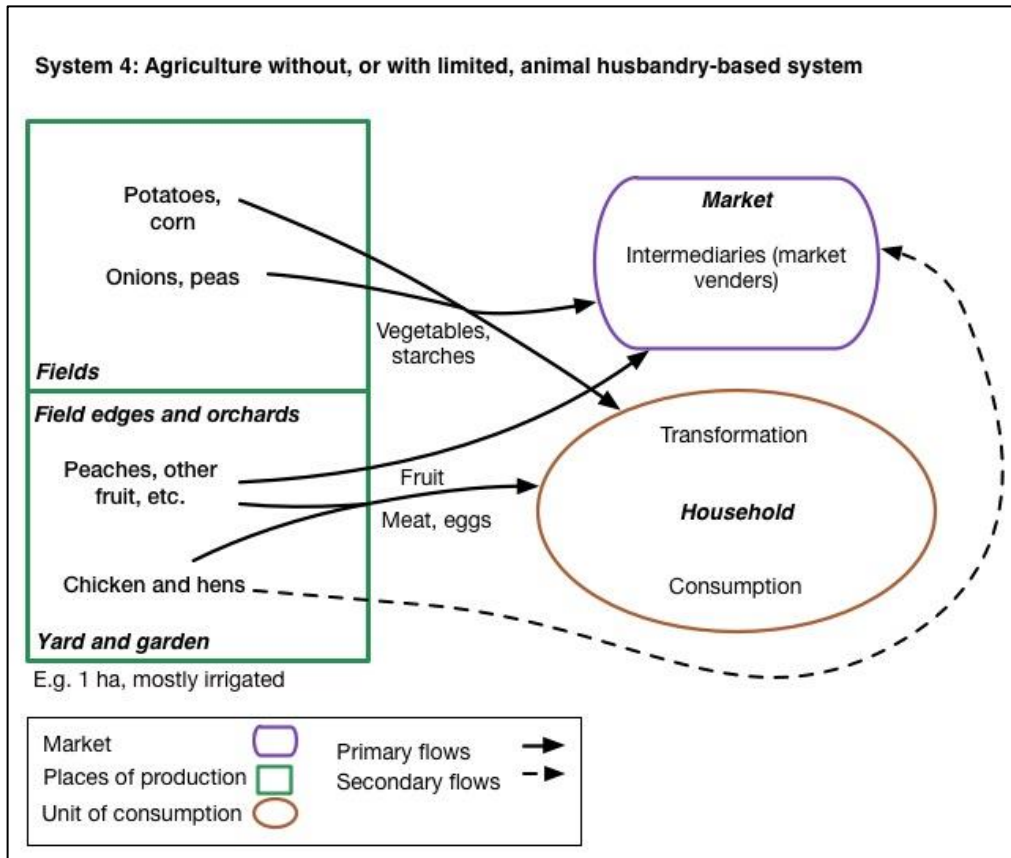 System 4: Agriculture without, or with limited, animal husbandry-based system
Potatoes,
corn
Onions, peas
Fields
Vegetables,
starches
Market
Intermediaries (market
venders)
Field edges and orchards
Peaches, other
fruit, etc.
Chicken and hens
Yard and garden
Fruit
Meat, eggs
Transformation
Household
Consumption
E.g. 1 ha, mostly irrigated
Market
Places of production
Unit of consumption
Primary flows
Secondary flows